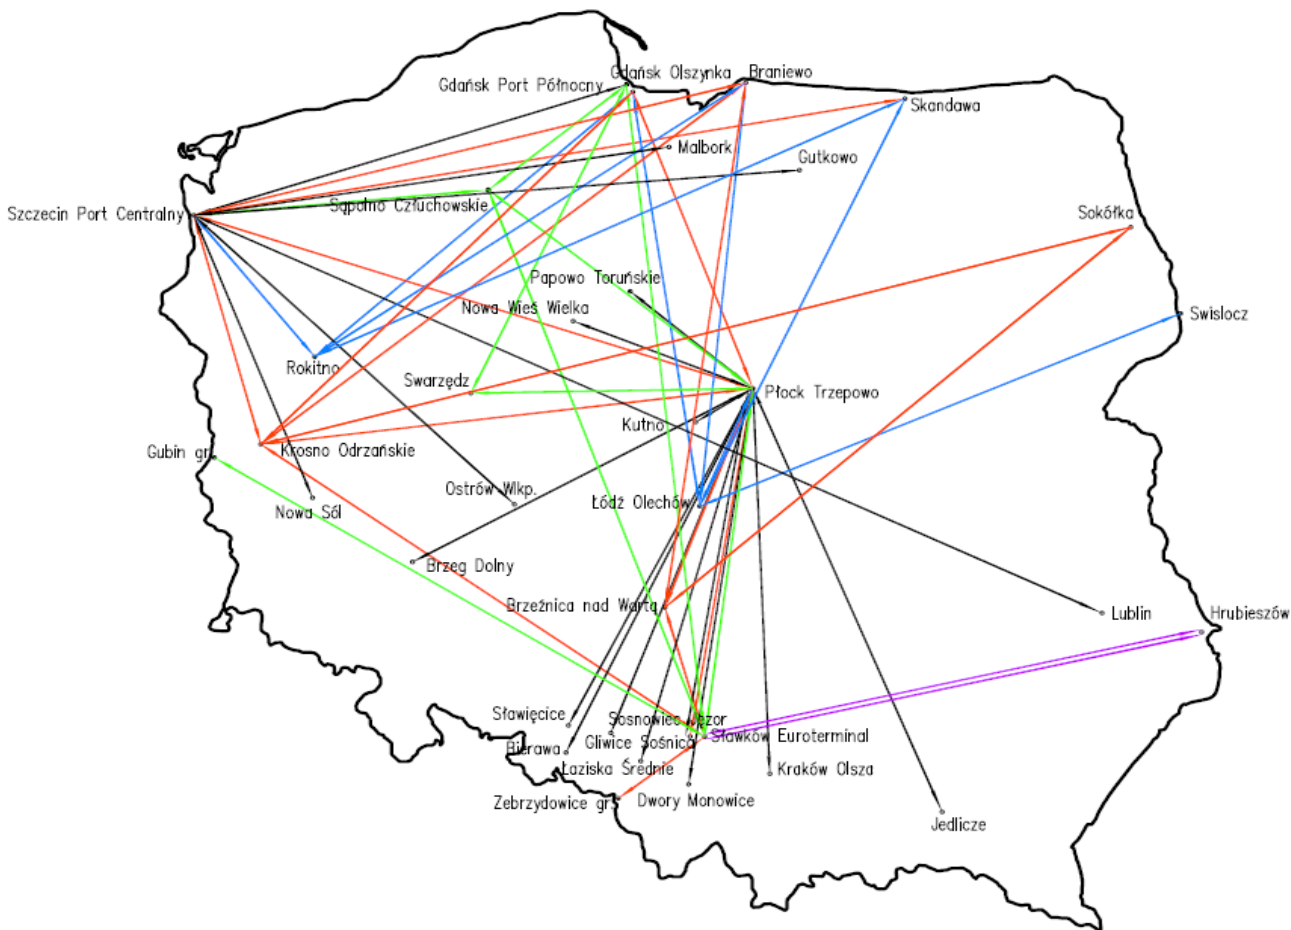 Gdańsk Olszynka
Braniewo
Gdańsk Port Północny
Skandawa
Malbork
Gutkowo
Sąpolno Człuchowskie
Szczecin Port Centralny
Sokółka
Papowo Toruńskie
Nowa Wieś Wielka
Swislocz
Rokitno
Swarzędz
Płock Trzepowo
Kutno
Krosno Odrzańskie
Gubin gr.
Ostrów Wlkp.
Łódź Olechów
Nowa Sól
Brzeg Dolny
Brzeźnica nad Wartą
Lublin
Hrubieszów
Sławięcice
Sosnowiec Jęzor
Sławków Euroterminal
Gliwice Sośnica
Bierawa
Łaziska Średnie
Kraków Olsza
Zebrzydowice gr.
Dwory Monowice
Jedlicze